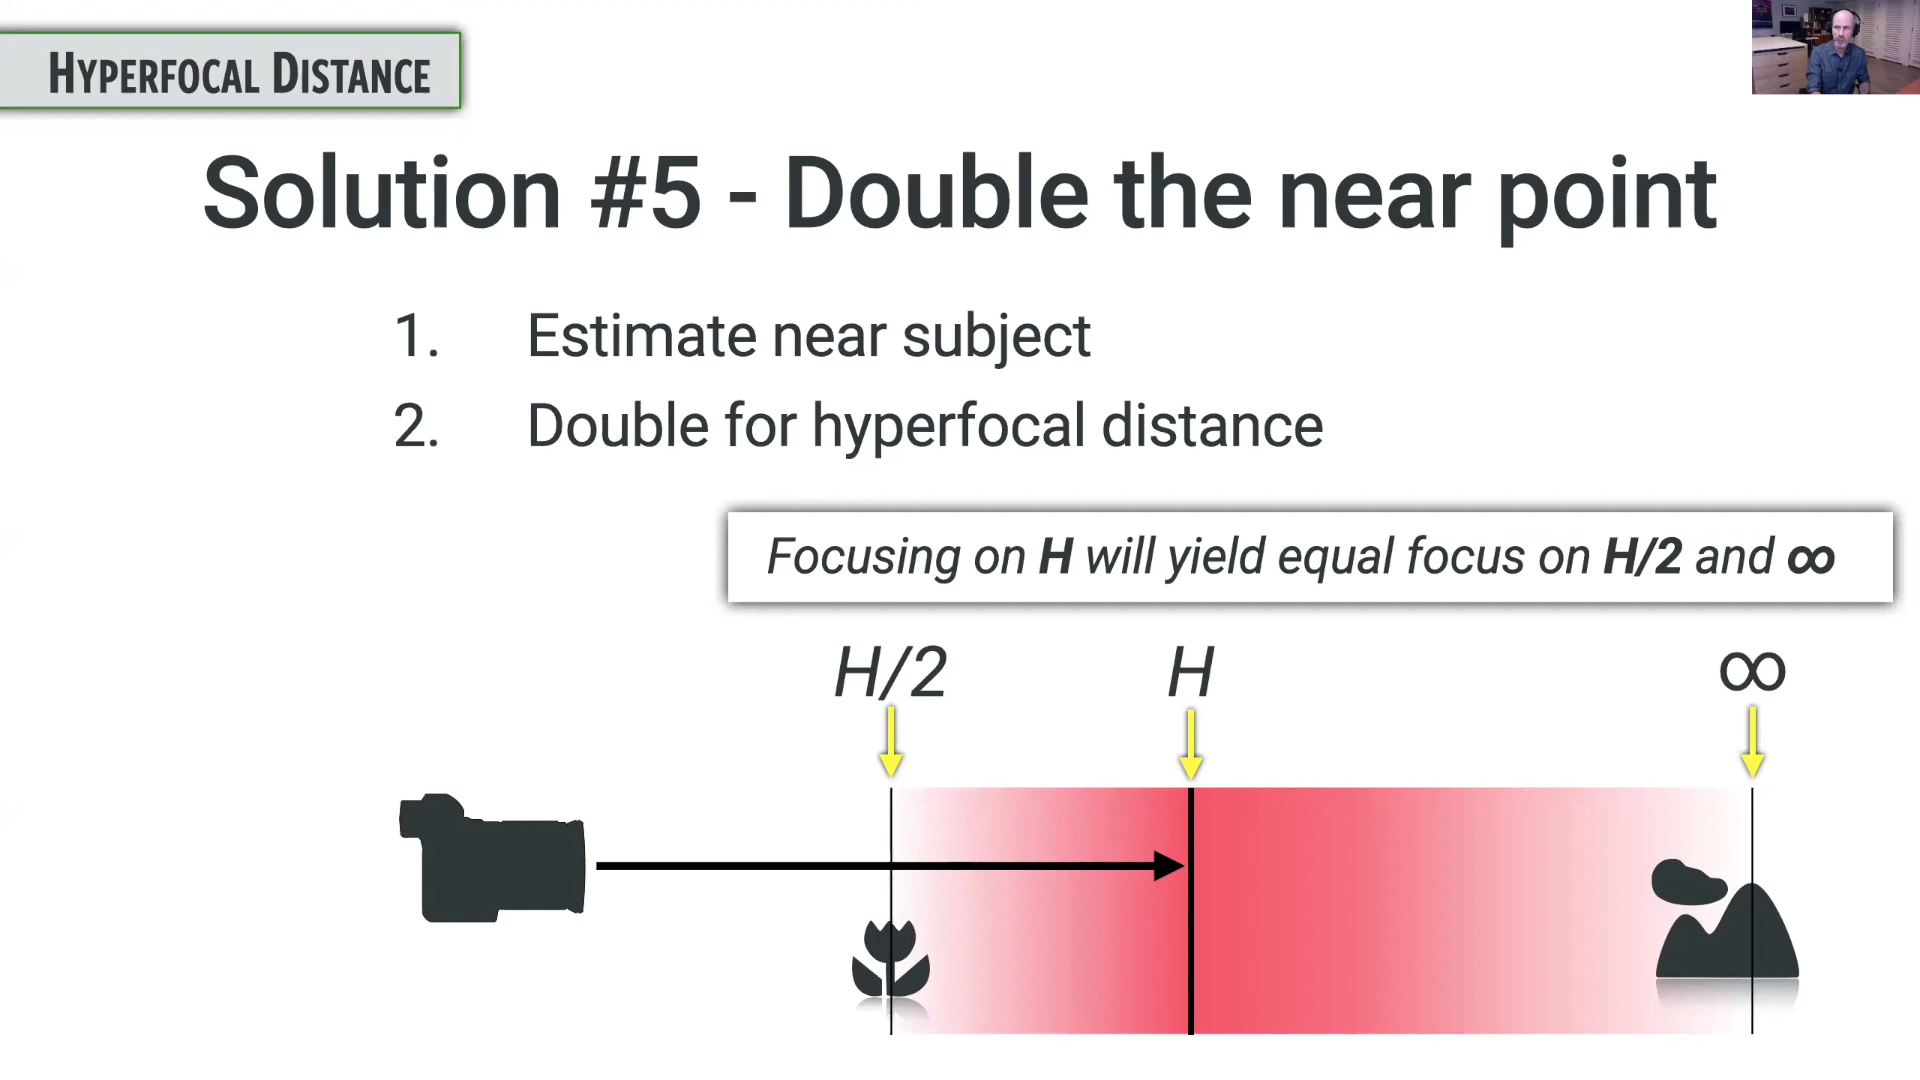 HYPERFOCAL DISTANCE
Solution #5 - Double the near point
1. Estimate near subject
2. Double for hyperfocal distance
Focusing on H will yield equal focus on H/2 and ∞
H/2 H ∞